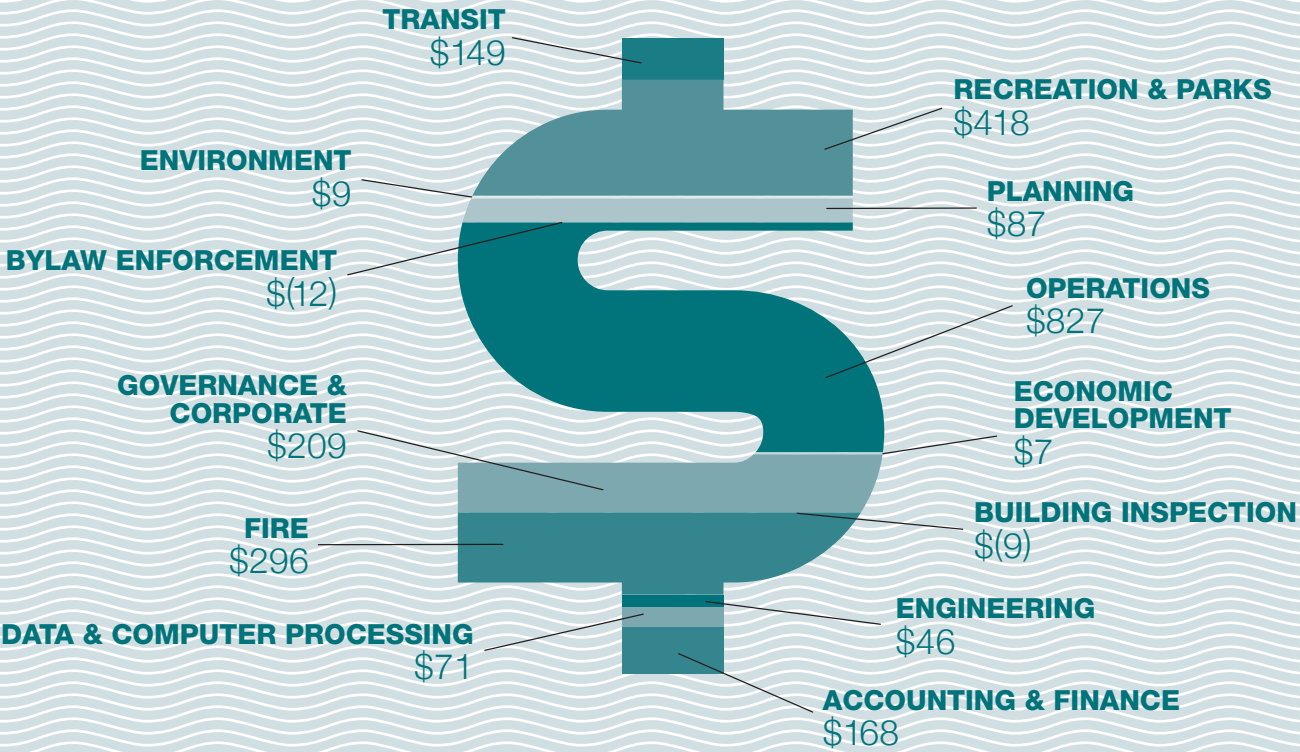 TRANSIT
$149
RECREATION & PARKS
$418
ENVIRONMENT
$9
PLANNING
$87
BYLAW ENFORCEMENT
$(12)
OPERATIONS
$827
GOVERNANCE &
CORPORATE
$209
ECONOMIC
DEVELOPMENT
$7
FIRE
$296
BUILDING INSPECTION
$(9)
ENGINEERING
$46
DATA & COMPUTER PROCESSING
$71
ACCOUNTING & FINANCE
$168